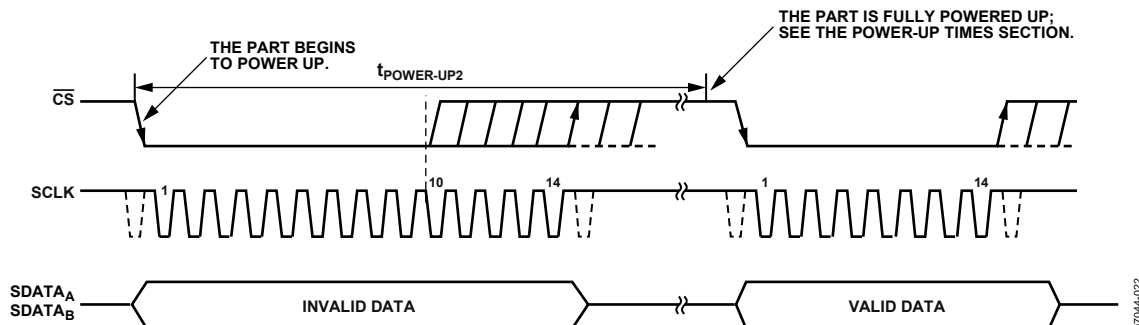 THE PART IS FULLY POWERED UP;
SEE THE POWER-UP TIMES SECTION.
THE PART BEGINS
TO POWER UP.
tPOWER-UP2
CS
SCLK
1
10
14
1
14
SDATAA
SDATAB
INVALID DATA
VALID DATA